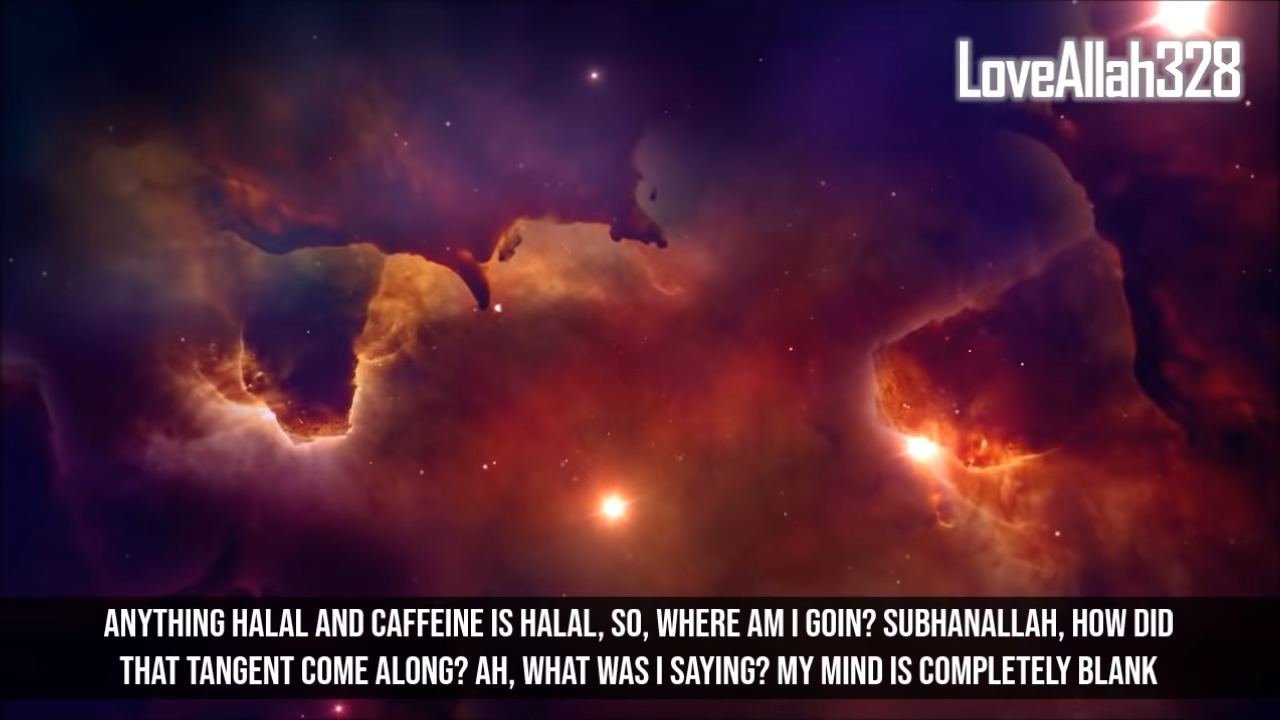 LoveAllah328
ANYTHING HALAL AND CAFFEINE IS HALAL, SO, WHERE AM I GOIN? SUBHANALLAH, HOW DID
THAT TANGENT COME ALONG? AH, WHAT WAS I SAYING? MY MIND IS COMPLETELY BLANK